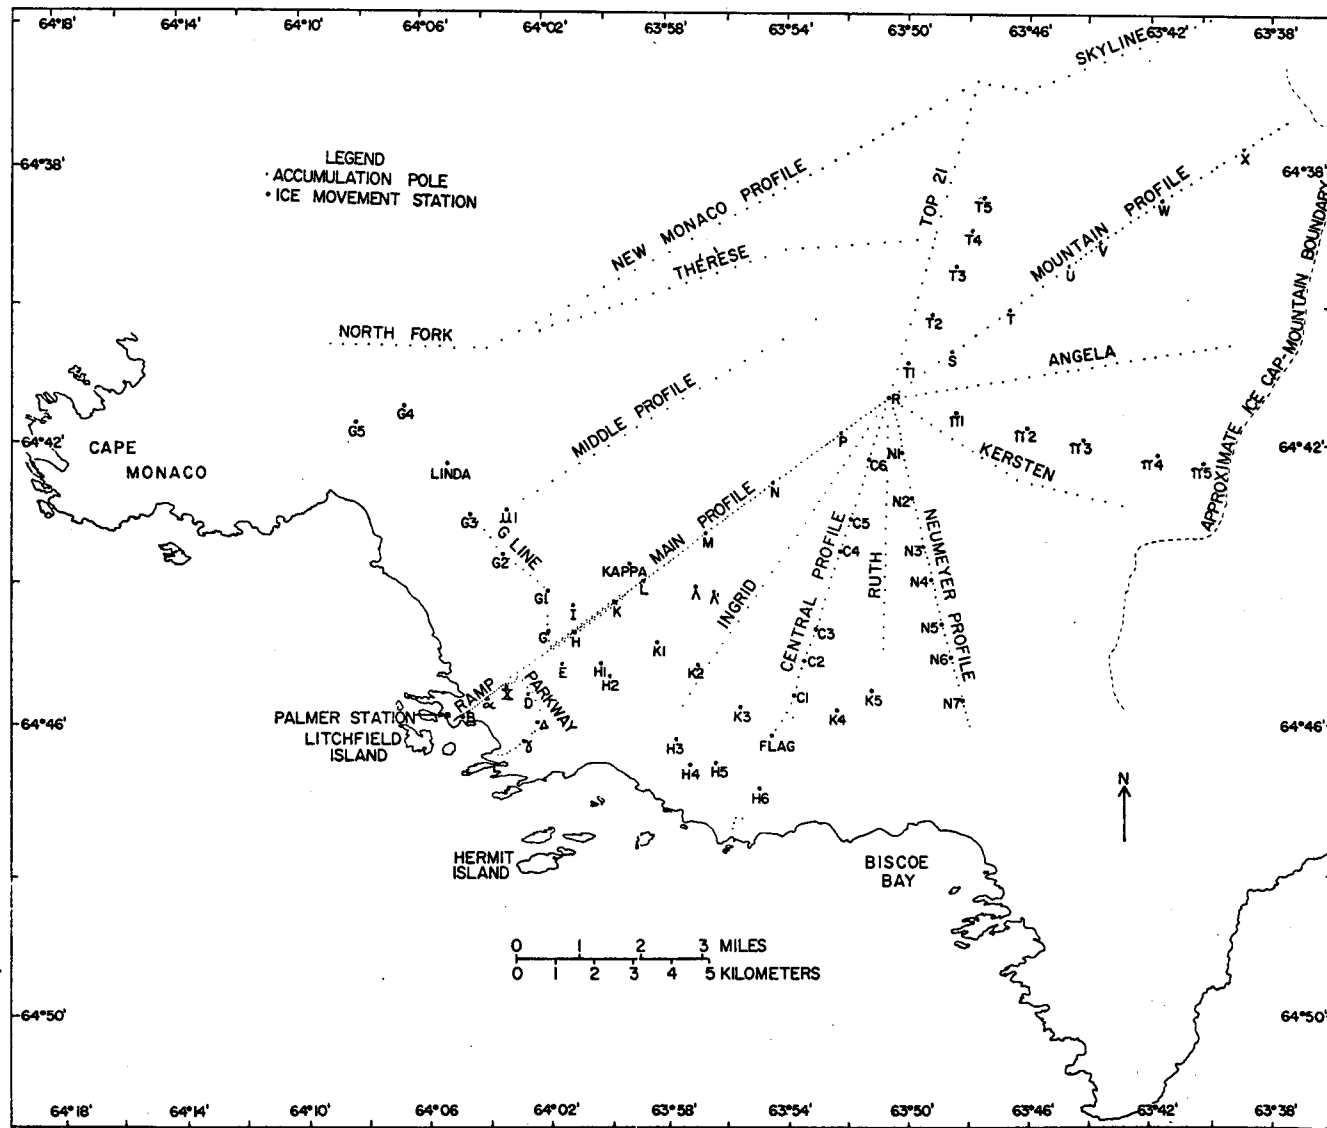 64°18' 64°14' 64°10' 64°06' 64°02' 63°58' 63°54' 63°50' 63°46' 63°42' 63°38'
SKYLINE
64°38'
64°38'
LEGEND
· ACCUMULATION POLE
• ICE MOVEMENT STATION
NEW MONACO PROFILE
THERESE
TOP 21
T5
T4
T3
T2
T1
MOUNTAIN PROFILE
X
W
V
U
T
S
R
NORTH FORK
MIDDLE PROFILE
ANGELA
APPROXIMATE ICE CAP-MOUNTAIN BOUNDARY
G5
G4
64°42'
64°42'
CAPE
MONACO
LINDA
P
C6
N1
π1
π2
π3
π4
π5
KERSTEN
N
G3
G LINE
G2
MAIN PROFILE
M
C5
C4
N2
N3
N4
NEUMEYER PROFILE
KAPPA
L
K
G1
I
H
G
INGRID
CENTRAL PROFILE
RUTH
C3
C2
C1
N5
N6
N7
K1
K2
K3
K4
K5
E
H1
H2
RAMP
PARKWAY
α
D
Δ
γ
B
PALMER STATION
LITCHFIELD
ISLAND
64°46'
64°46'
H3
H4
H5
H6
FLAG
N
HERMIT
ISLAND
BISCOE
BAY
0 1 2 3 MILES
0 1 2 3 4 5 KILOMETERS
64°50'
64°50'
64°18' 64°14' 64°10' 64°06' 64°02' 63°58' 63°54' 63°50' 63°46' 63°42' 63°38'